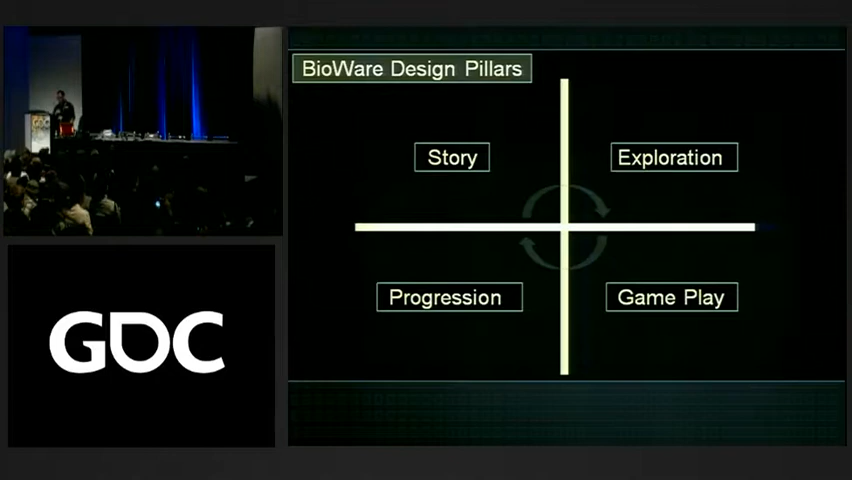 BioWare Design Pillars
Story
Exploration
Progression
Game Play
GDC